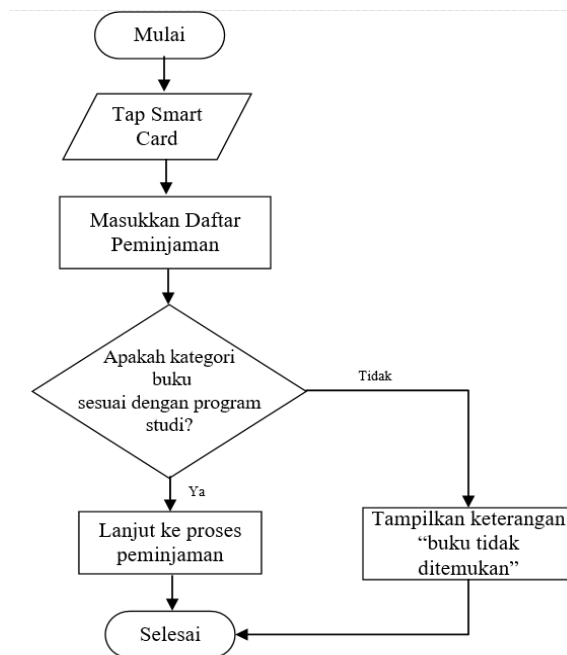 Mulai
Tap Smart
Card
Masukkan Daftar
Peminjaman
Apakah kategori
buku
sesuai dengan program
studi?
Tidak
Ya
Lanjut ke proses
peminjaman
Tampilkan keterangan
“buku tidak
ditemukan”
Selesai